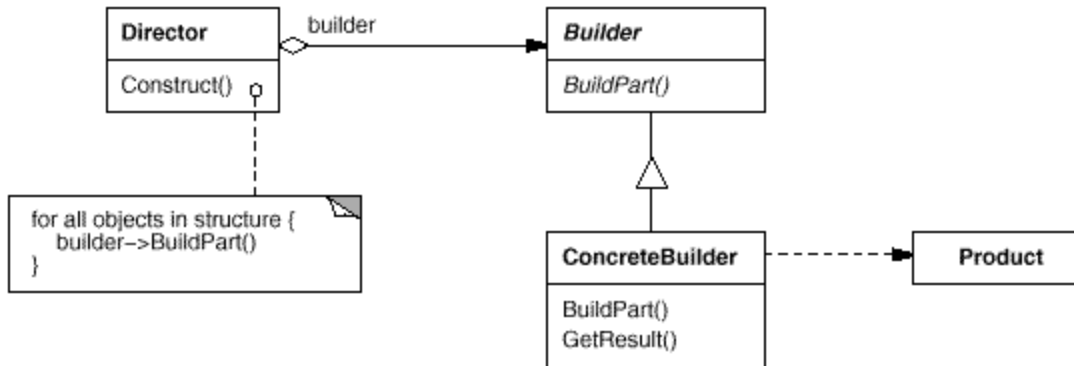 Director
builder
Builder
Construct()
BuildPart()
for all objects in structure {
builder->BuildPart()
}
ConcreteBuilder
Product
BuildPart()
GetResult()